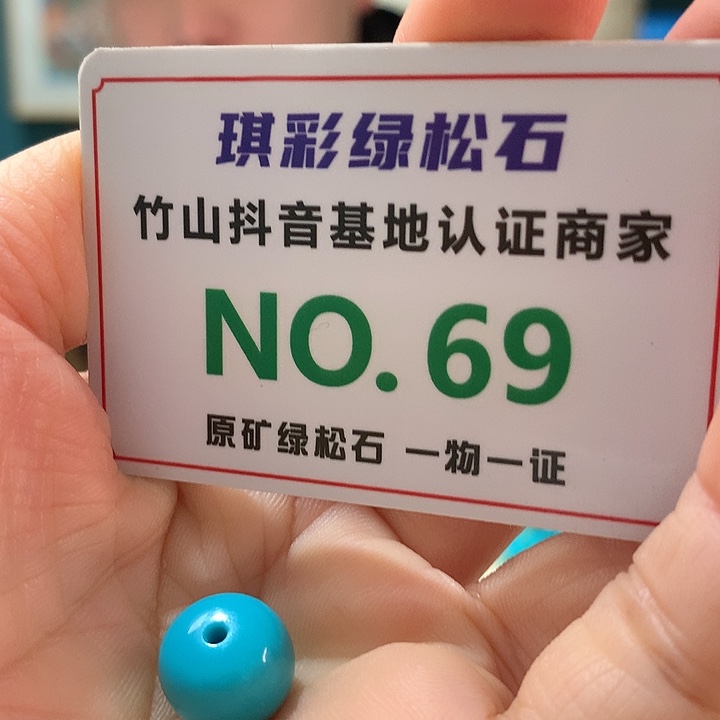 琪彩绿松石
竹山抖音基地认证商家
NO. 69
原矿绿松石 一物一证